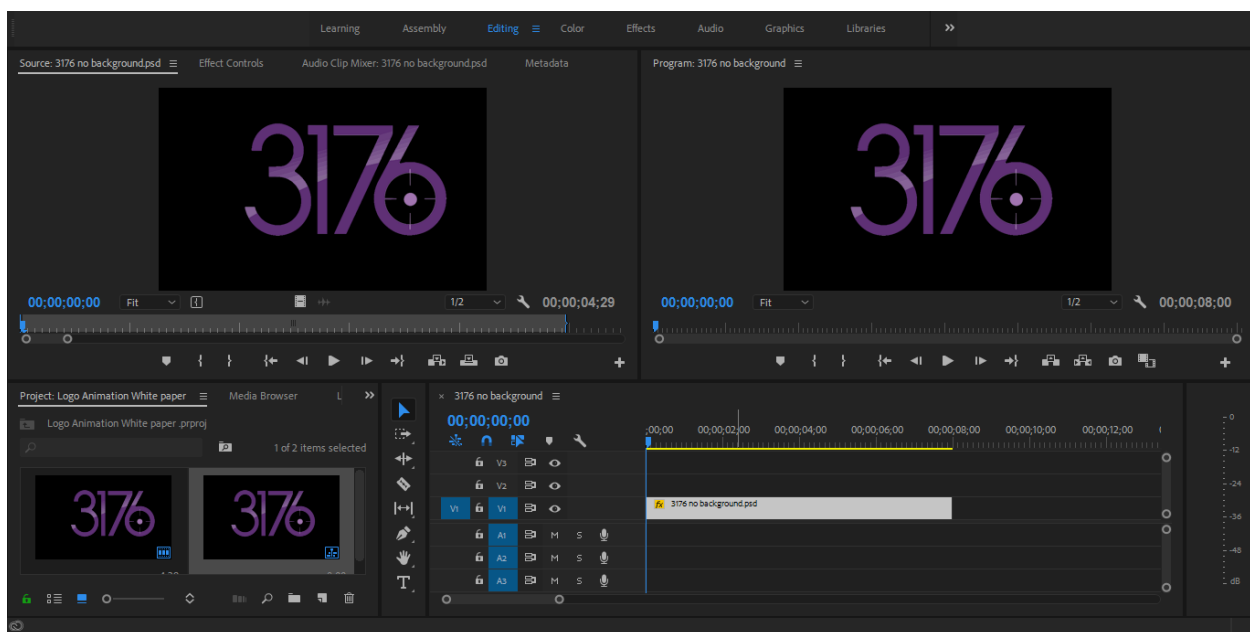 Learning Assembly Editing Color Effects Audio Graphics Libraries
Source: 3176 no background.psd Effect Controls Audio Clip Mixer: 3176 no background.psd Metadata
Program: 3176 no background
3176
3176
00;00;00;00 Fit 1/2 00;00;04;29
00;00;00;00 Fit 1/2 00;00;08;00
Project: Logo Animation White paper Media Browser L
Logo Animation White paper .prproj
1 of 2 items selected
3176
3176
× 3176 no background
00;00;00;00
;00;00 00;00;02;00 00;00;04;00 00;00;06;00 00;00;08;00 00;00;10;00 00;00;12;00
V3
V2
V1 V1
fx 3176 no background.psd
A1 M S
A2 M S
A3 M S
T
0
-12
-24
-36
-48
dB